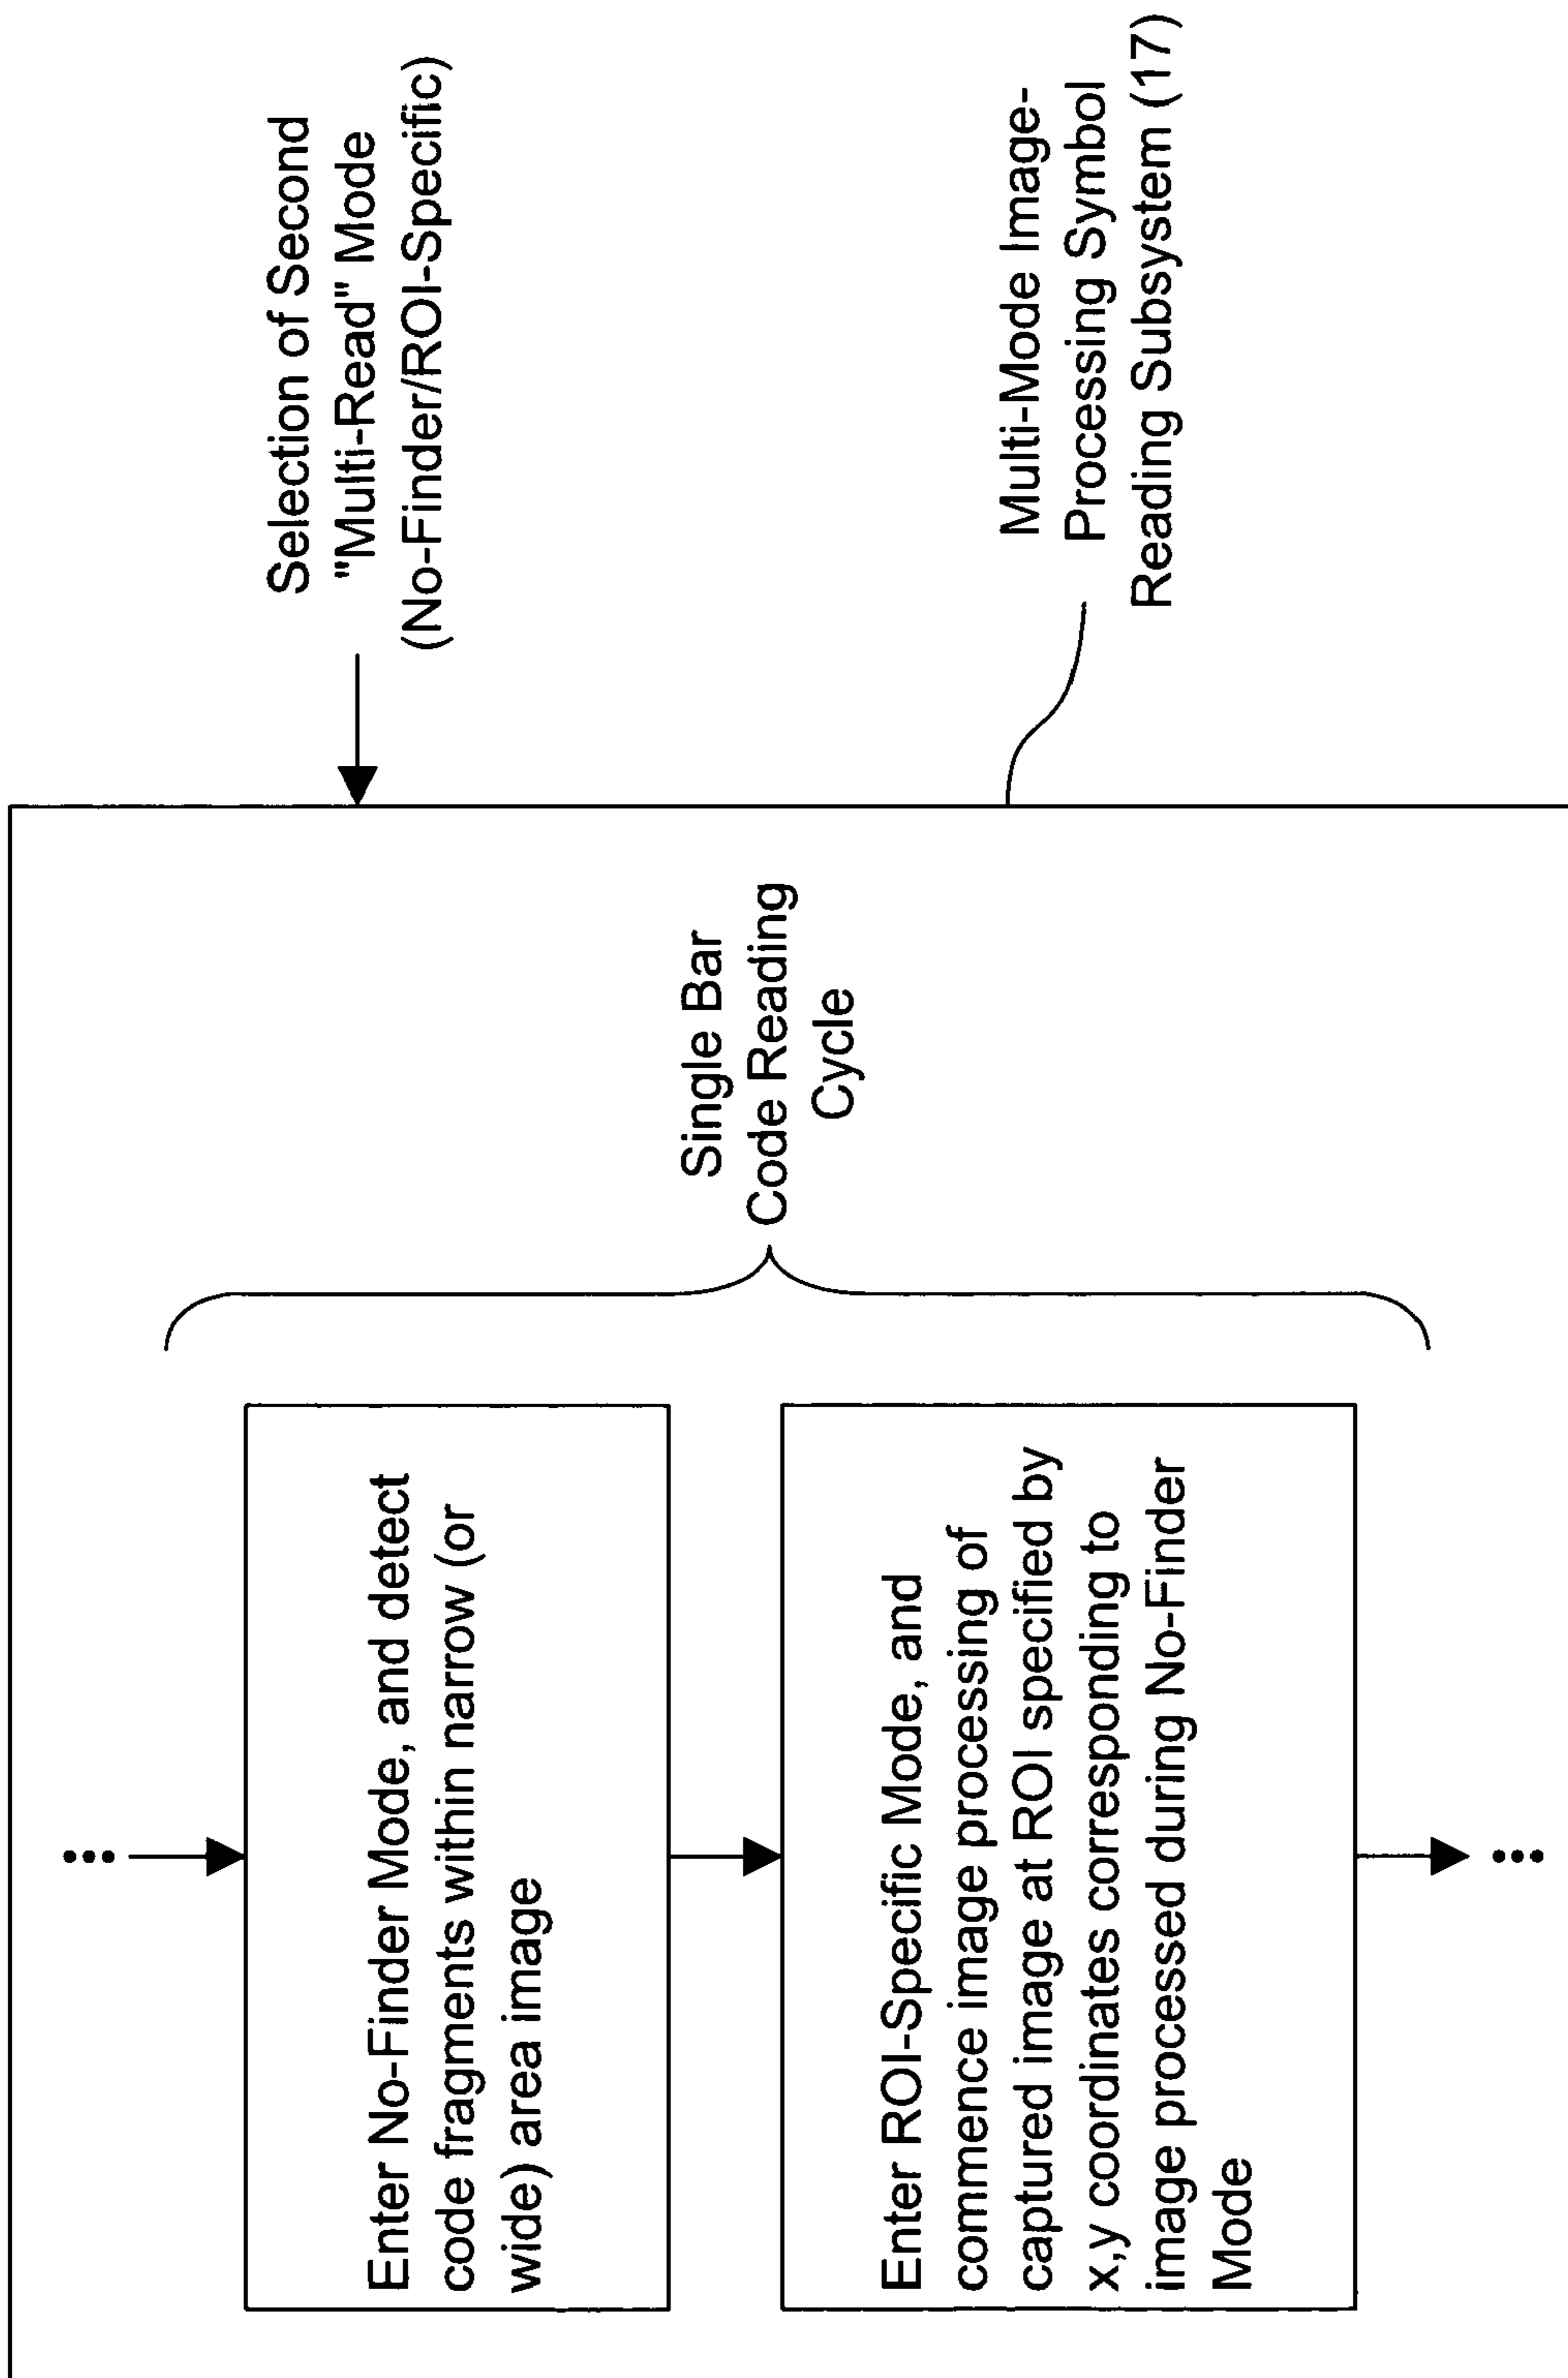 Selection of Second
"Multi-Read" Mode
(No-Finder/ROI-Specific)
Multi-Mode Image-
Processing Symbol
Reading Subsystem (17)
Single Bar
Code Reading
Cycle
Enter No-Finder Mode, and detect
code fragments within narrow (or
wide) area image
Enter ROI-Specific Mode, and
commence image processing of
captured image at ROI specified by
x,y coordinates corresponding to
image processed during No-Finder
Mode